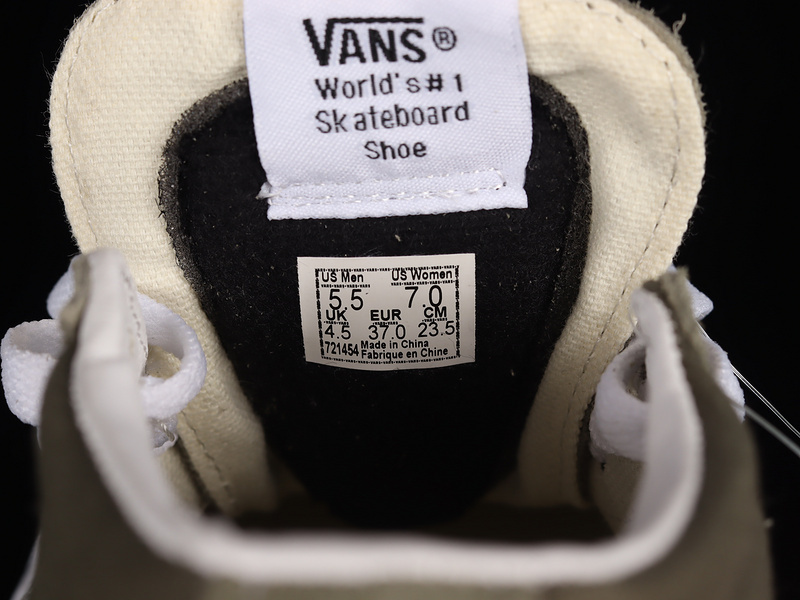 VANS®
World's #1
Skateboard
Shoe
US Men US Women
5.5 7.0
UK EUR CM
4.5 37.0 23.5
721454 Made in China
Fabrique en Chine